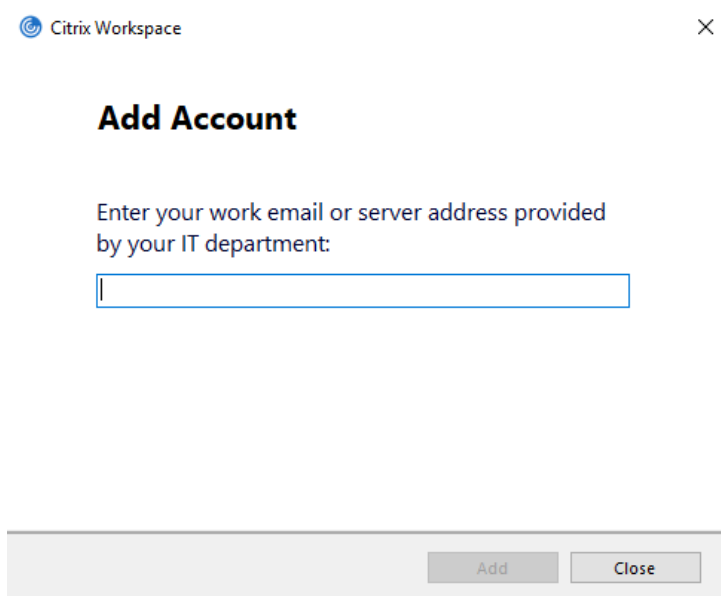 Citrix Workspace
Add Account
Enter your work email or server address provided
by your IT department:
Add
Close